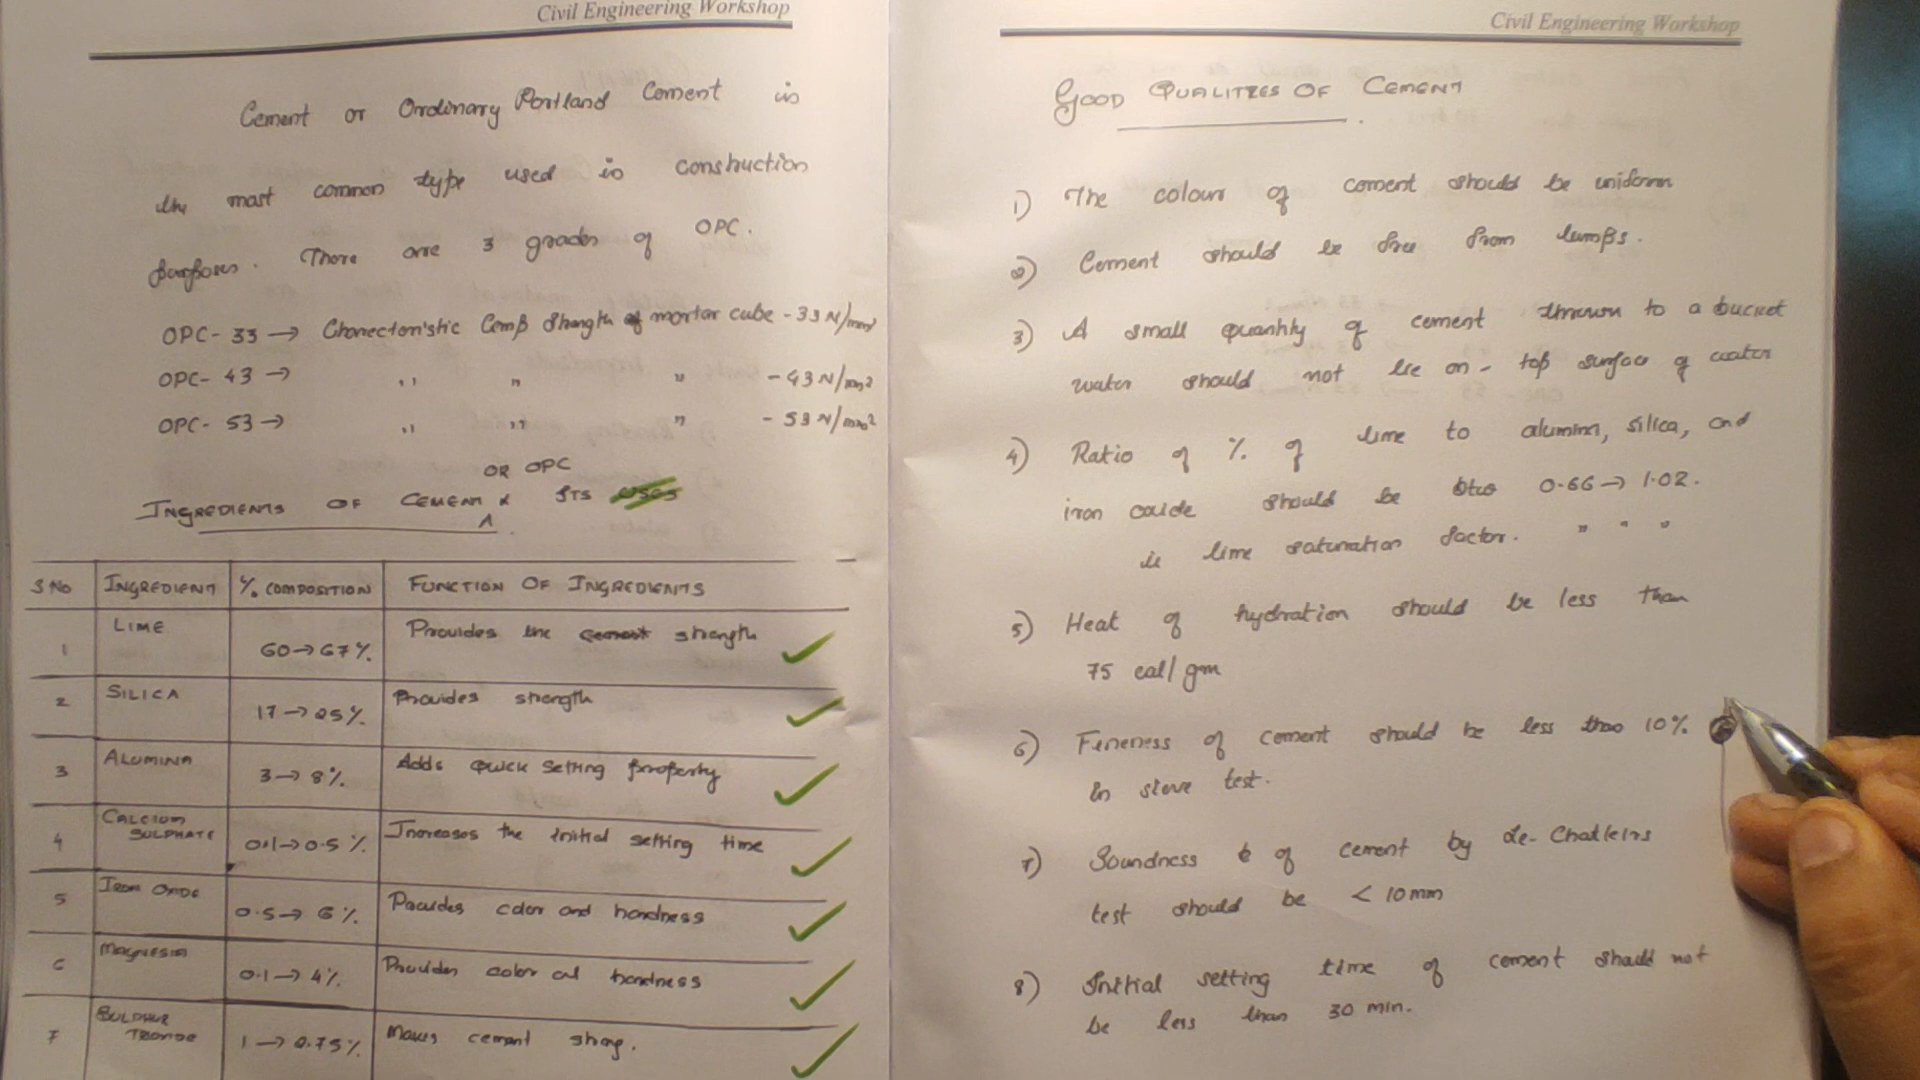 Civil Engineering Workshop
Cement or Ordinary Portland Cement is
the most common type used in construction
purposes. There are 3 grades of OPC.
OPC-33 → Charecteristic Comp Strength of mortar cube - 33 N/mm²
OPC-43 → ,, ,, ,, - 43 N/mm²
OPC-53 → ,, ,, ,, - 53 N/mm²
OR OPC
INGREDIENTS OF CEMENT & ITS USES
S NO INGREDIENT % COMPOSITION FUNCTION OF INGREDIENTS
1 LIME 60→67%. Provides the strength
2 SILICA 17→25%. Provides strength
3 ALUMINA 3→8%. Adds quick setting property
4 CALCIUM SULPHATE 0.1→0.5%. Increases the initial setting time
5 IRON OXIDE 0.5→6%. Provides color and hardness
6 MAGNESIA 0.1→4%. Provides color and hardness
7 SULPHUR 1→2.75%. Makes cement
Civil Engineering Workshop
GOOD QUALITIES OF CEMENT
1) The colour of cement should be uniform
2) Cement should be free from lumps.
3) A small quantity of cement thrown to a bucket
water should not be on-top surface of water
4) Ratio of % of lime to alumina, silica, and
iron oxide should be btw 0.66→1.02.
is lime saturation factor. " " "
5) Heat of hydration should be less than
75 cal/gm
6) Fineness of cement should be less than 10%
In sieve test.
7) Soundness of cement by Le-Chatleirs
test should be < 10mm
8) Initial setting time of cement should not
be less than 30 min.